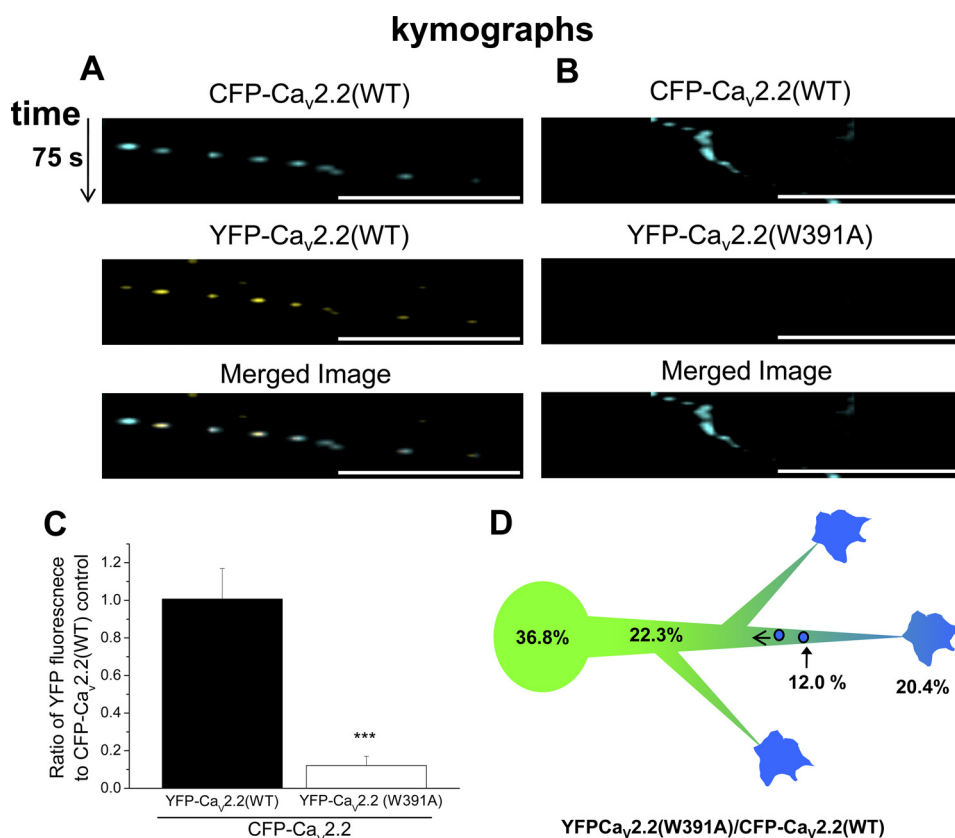 kymographs
A
CFP-Cav2.2(WT)
time
75 s
YFP-Cav2.2(WT)
Merged Image
B
CFP-Cav2.2(WT)
YFP-Cav2.2(W391A)
Merged Image
C
Ratio of YFP fluorescnece
to CFP-Cav2.2(WT) control
1.2
1.0
0.8
0.6
0.4
0.2
0.0
***
YFP-Cav2.2(WT)
YFP-Cav2.2 (W391A)
CFP-Cav2.2
D
36.8%
22.3%
12.0 %
20.4%
YFPCav2.2(W391A)/CFP-Cav2.2(WT)